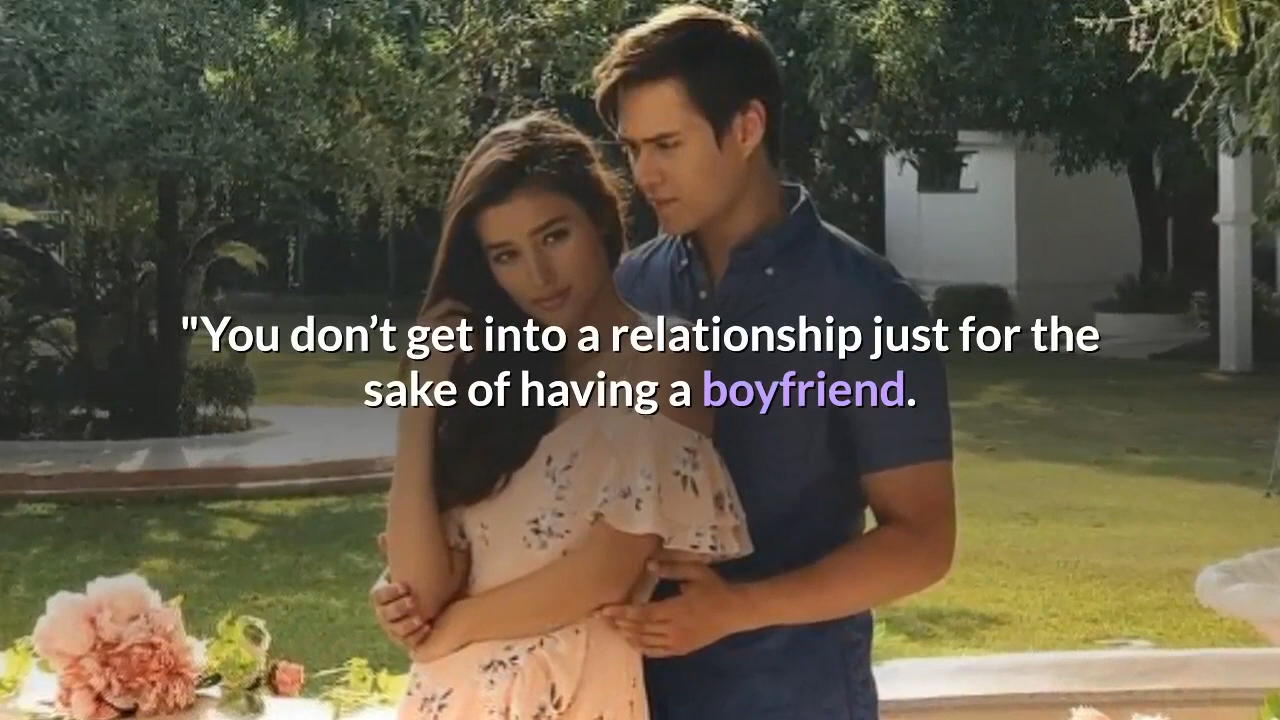 "You don’t get into a relationship just for the
sake of having a boyfriend.